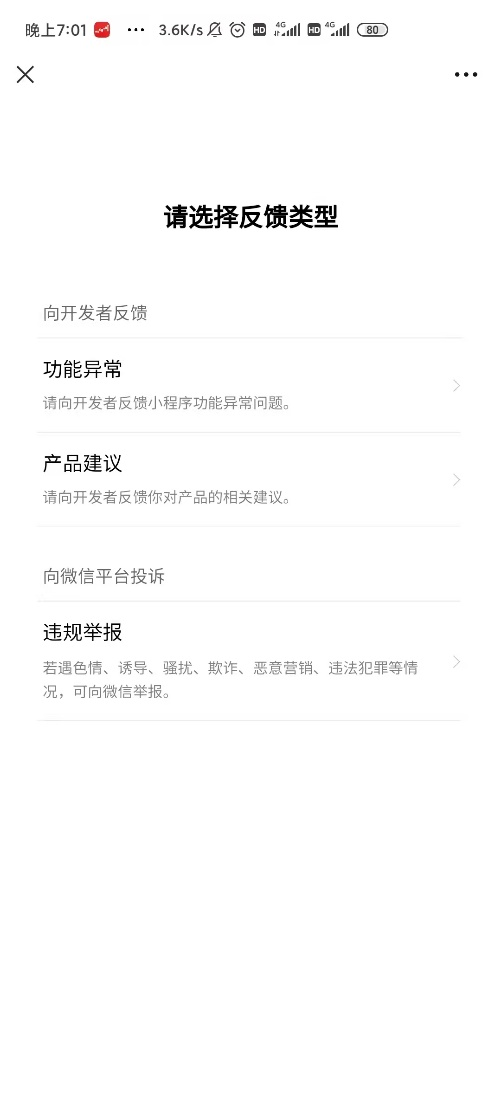 晚上7:01 ••• 3.6K/s HD 4G HD 4G 80
请选择反馈类型
向开发者反馈
功能异常
请向开发者反馈小程序功能异常问题。
产品建议
请向开发者反馈你对产品的相关建议。
向微信平台投诉
违规举报
若遇色情、诱导、骚扰、欺诈、恶意营销、违法犯罪等情
况，可向微信举报。